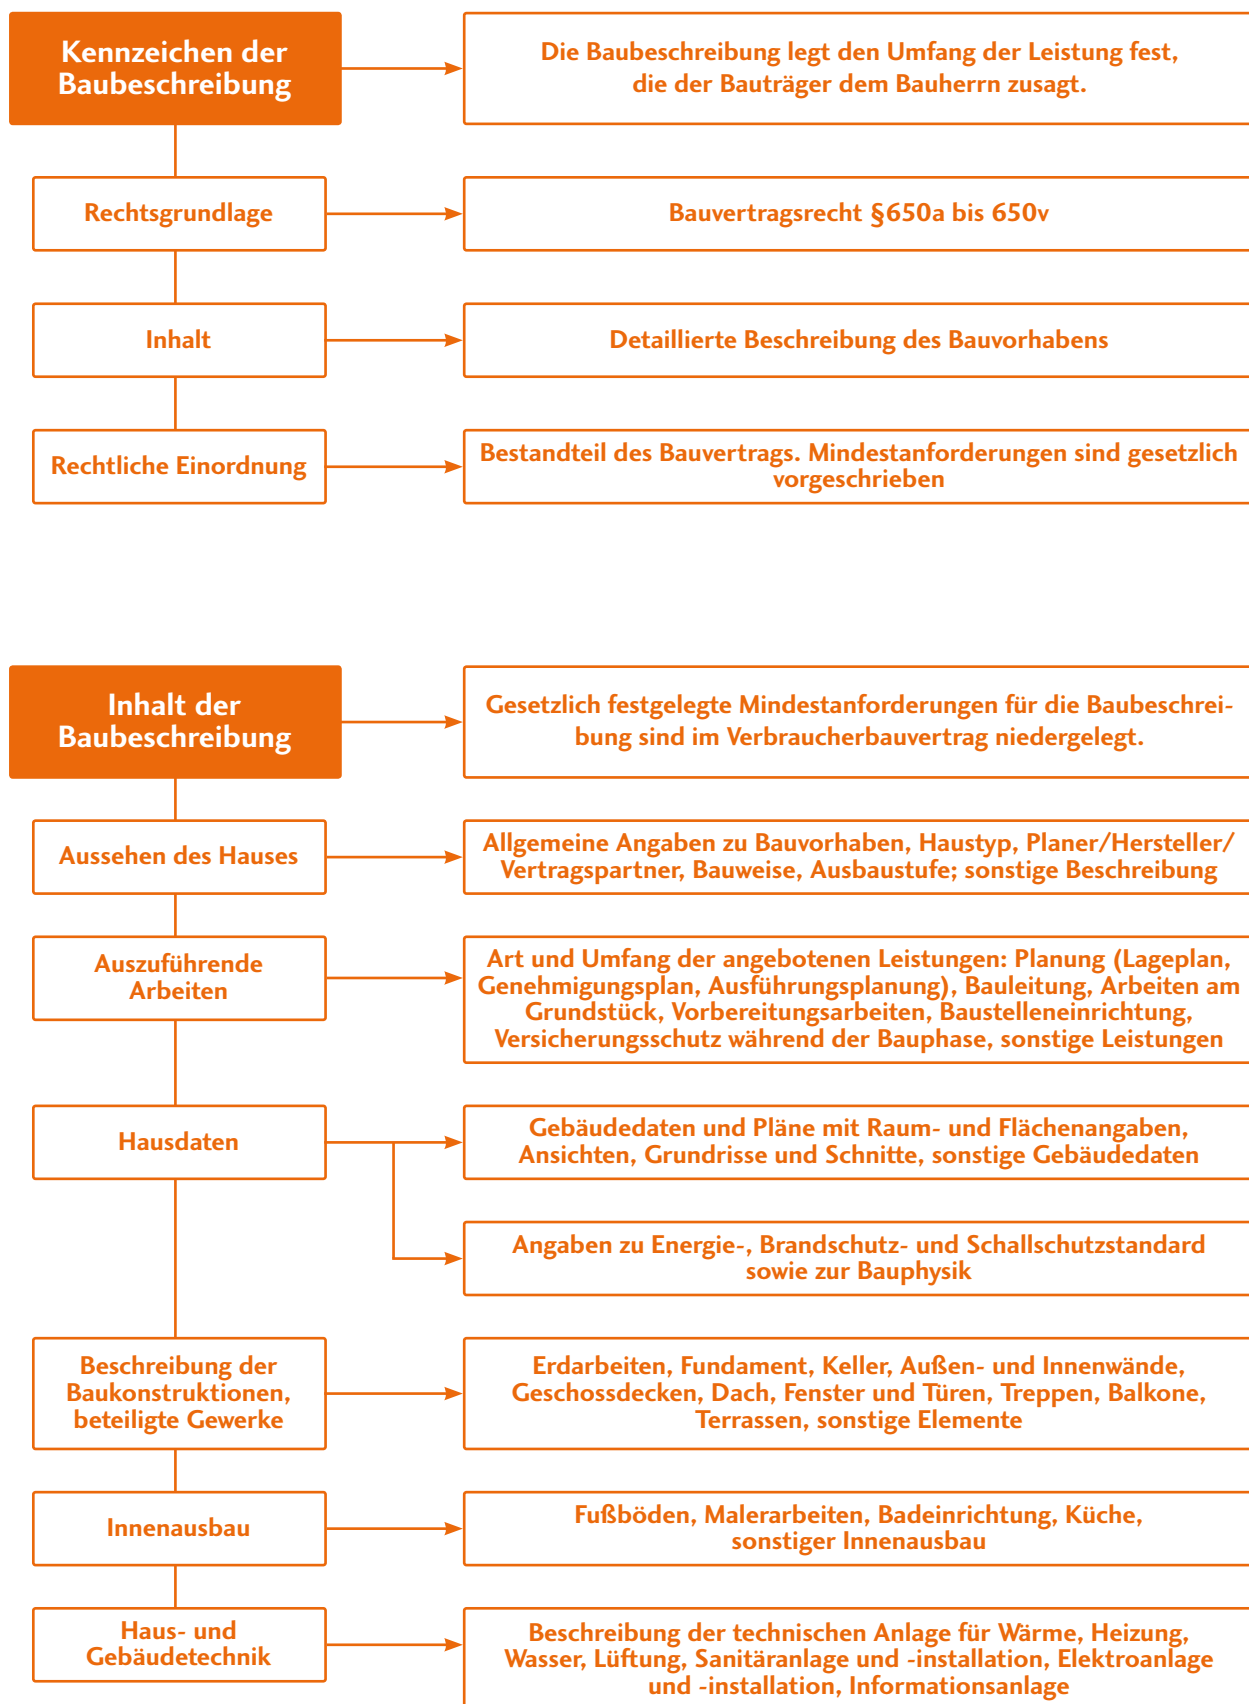 Kennzeichen der
Baubeschreibung
Die Baubeschreibung legt den Umfang der Leistung fest,
die der Bauträger dem Bauherrn zusagt.
Rechtsgrundlage
Bauvertragsrecht §650a bis 650v
Inhalt
Detaillierte Beschreibung des Bauvorhabens
Rechtliche Einordnung
Bestandteil des Bauvertrags. Mindestanforderungen sind gesetzlich
vorgeschrieben
Inhalt der
Baubeschreibung
Gesetzlich festgelegte Mindestanforderungen für die Baubeschrei-
bung sind im Verbraucherbauvertrag niedergelegt.
Aussehen des Hauses
Allgemeine Angaben zu Bauvorhaben, Haustyp, Planer/Hersteller/
Vertragspartner, Bauweise, Ausbaustufe; sonstige Beschreibung
Auszuführende
Arbeiten
Art und Umfang der angebotenen Leistungen: Planung (Lageplan,
Genehmigungsplan, Ausführungsplanung), Bauleitung, Arbeiten am
Grundstück, Vorbereitungsarbeiten, Baustelleneinrichtung,
Versicherungsschutz während der Bauphase, sonstige Leistungen
Hausdaten
Gebäudedaten und Pläne mit Raum- und Flächenangaben,
Ansichten, Grundrisse und Schnitte, sonstige Gebäudedaten
Angaben zu Energie-, Brandschutz- und Schallschutzstandard
sowie zur Bauphysik
Beschreibung der
Baukonstruktionen,
beteiligte Gewerke
Erdarbeiten, Fundament, Keller, Außen- und Innenwände,
Geschossdecken, Dach, Fenster und Türen, Treppen, Balkone,
Terrassen, sonstige Elemente
Innenausbau
Fußböden, Malerarbeiten, Badeinrichtung, Küche,
sonstiger Innenausbau
Haus- und
Gebäudetechnik
Beschreibung der technischen Anlage für Wärme, Heizung,
Wasser, Lüftung, Sanitäranlage und -installation, Elektroanlage
und -installation, Informationsanlage